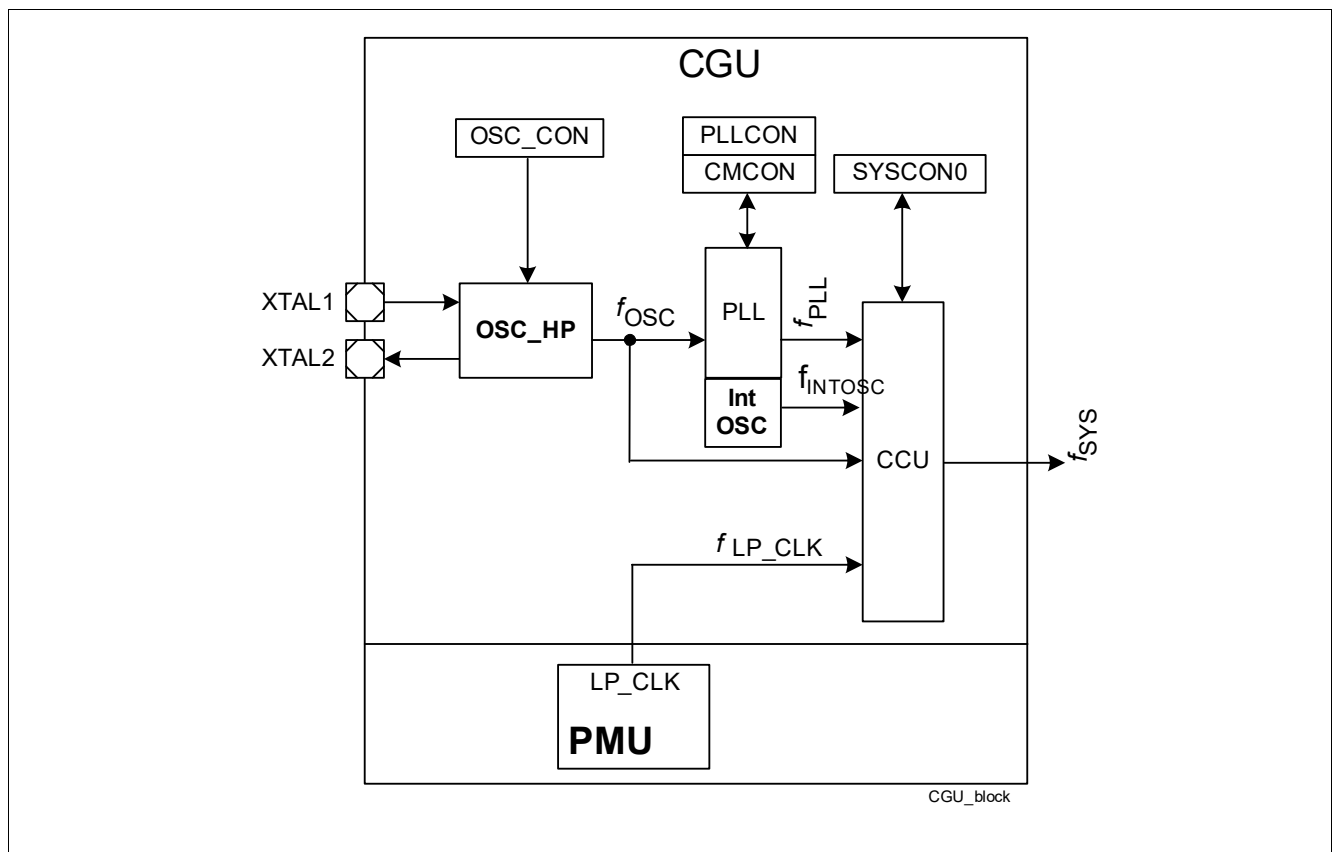 CGU
OSC_CON
PLLCON
CMCON
SYSCON0
XTAL1
XTAL2
OSC_HP
fOSC
PLL
fPLL
Int
OSC
fINTOSC
CCU
fSYS
f LP_CLK
LP_CLK
PMU
CGU_block